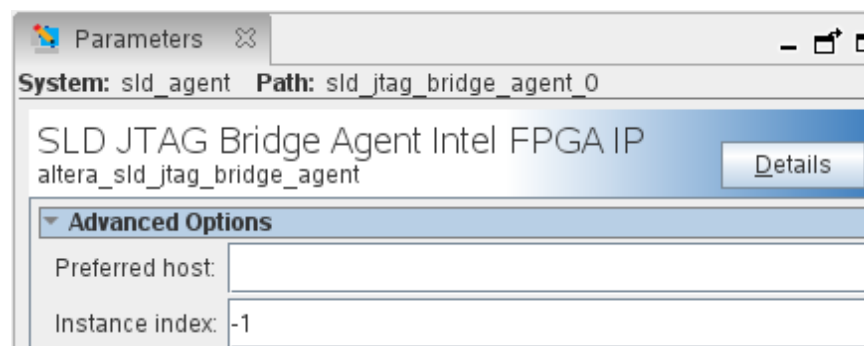 Parameters
System: sld_agent Path: sld_jtag_bridge_agent_0
SLD JTAG Bridge Agent Intel FPGA IP
altera_sld_jtag_bridge_agent
Details
Advanced Options
Preferred host:
Instance index: -1